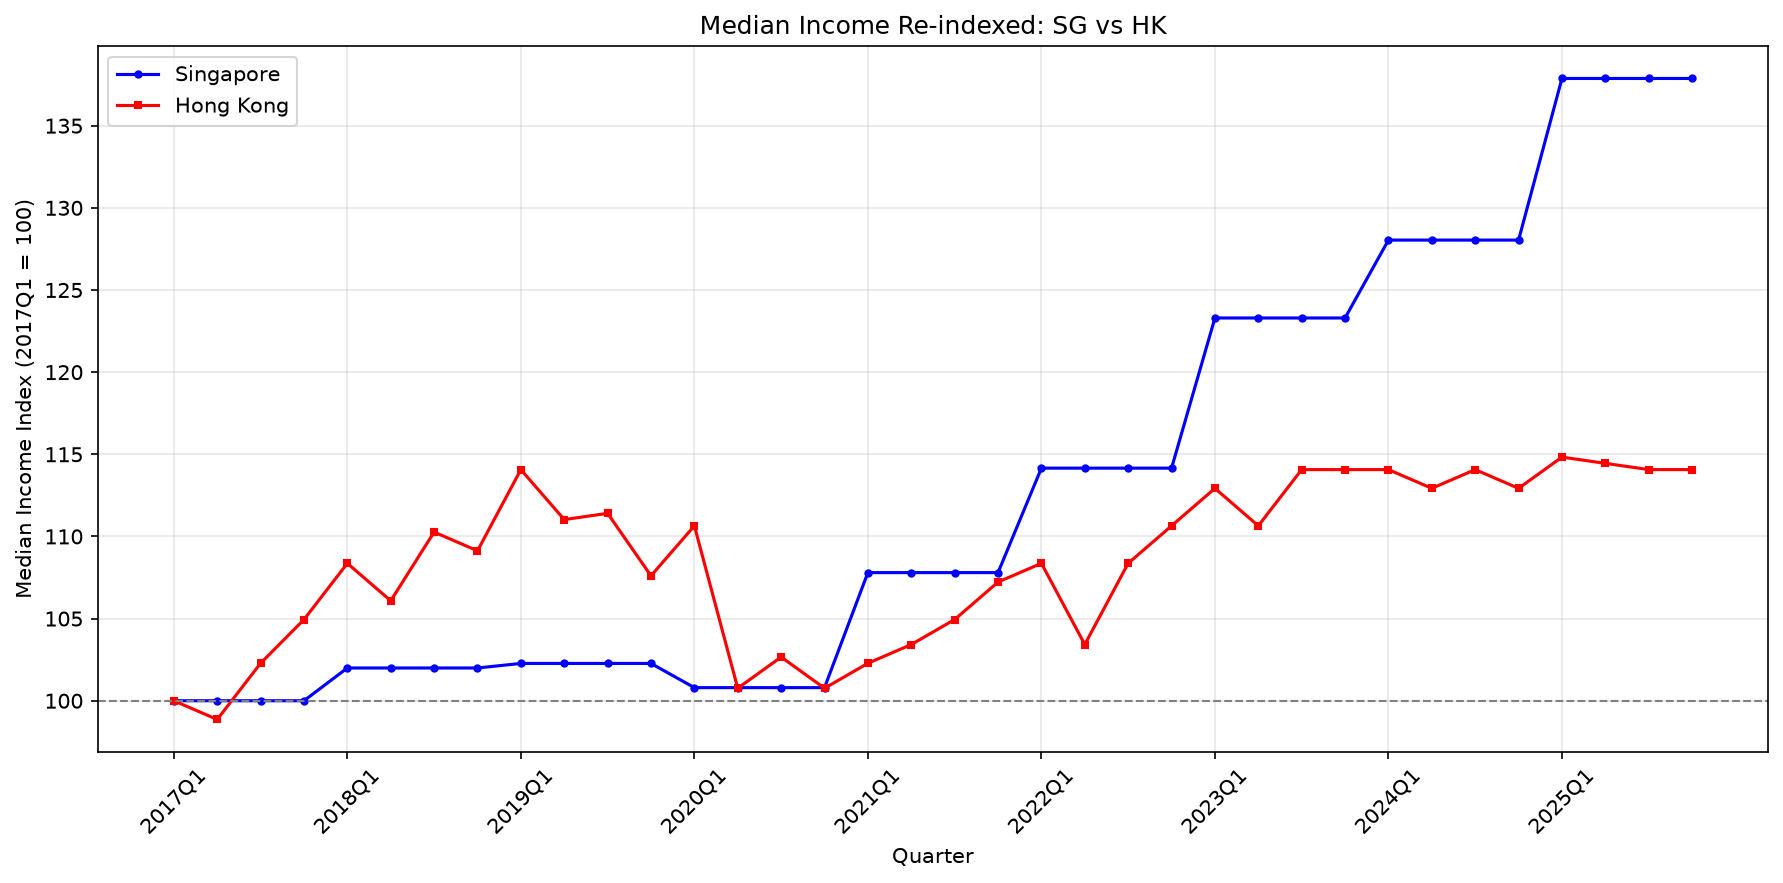 Median Income Re-indexed: SG vs HK
Singapore
Hong Kong
Median Income Index (2017Q1 = 100)
135
130
125
120
115
110
105
100
2017Q1
2018Q1
2019Q1
2020Q1
2021Q1
2022Q1
2023Q1
2024Q1
2025Q1
Quarter